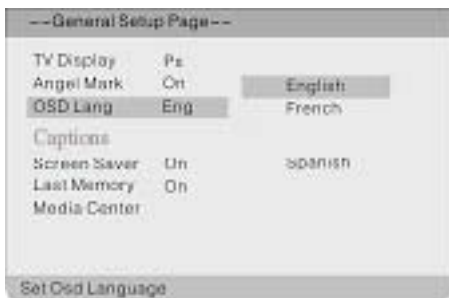 --General Setup Page--
TV Display Ps
Angel Mark On
English
OSD Lang Eng
French
Captions
Screen Saver On
Spanish
Last Memory On
Media Center
Set Osd Language